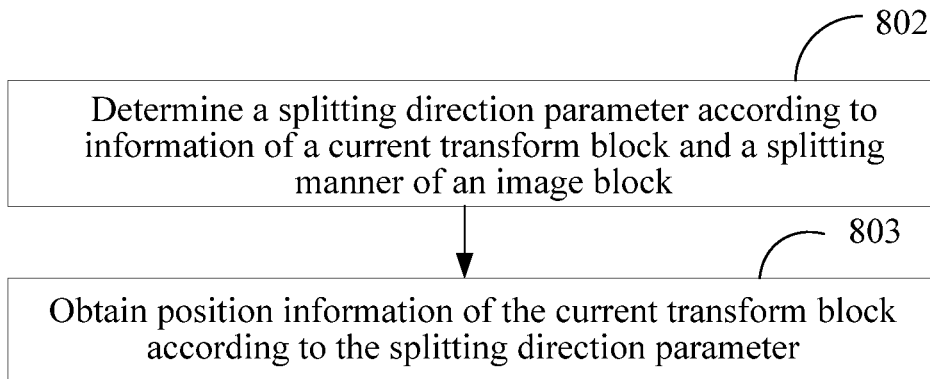 802
Determine a splitting direction parameter according to
information of a current transform block and a splitting
manner of an image block
803
Obtain position information of the current transform block
according to the splitting direction parameter